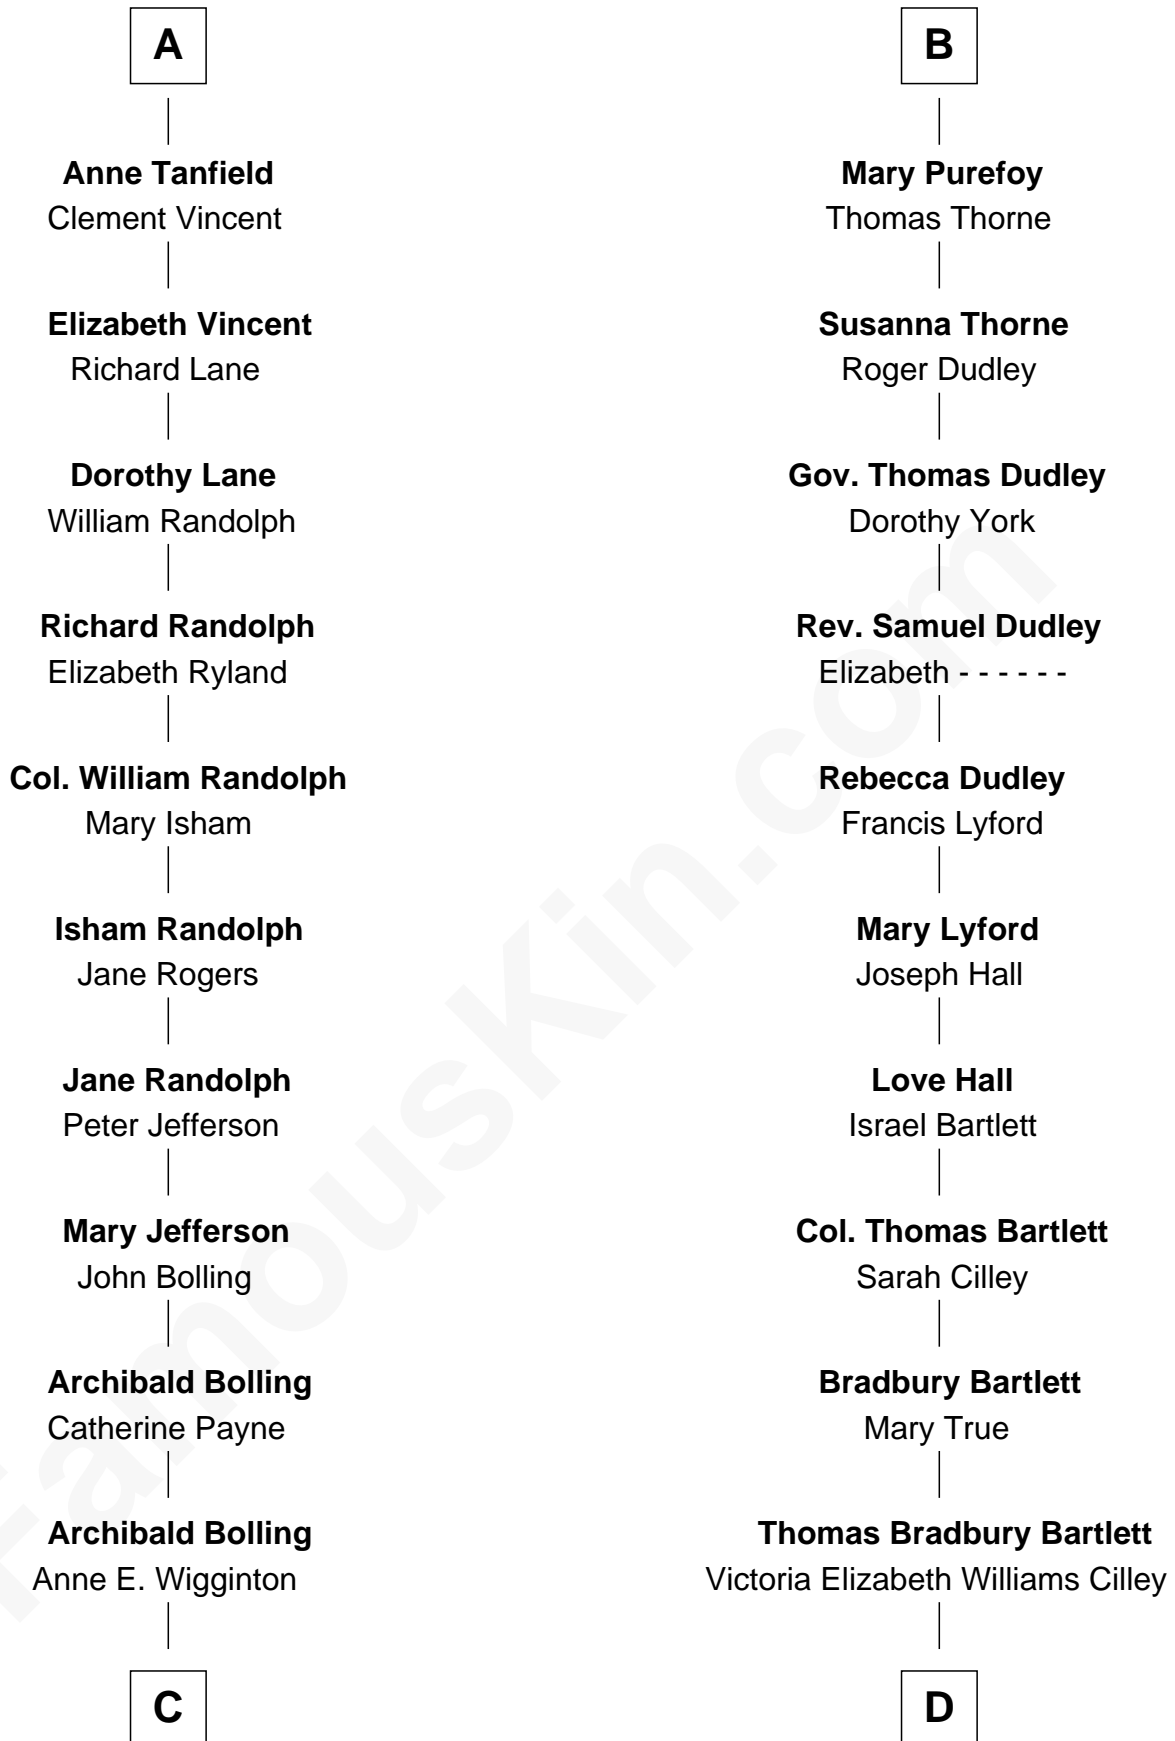 A
Anne Tanfield
Clement Vincent
Elizabeth Vincent
Richard Lane
Dorothy Lane
William Randolph
Richard Randolph
Elizabeth Ryland
Col. William Randolph
Mary Isham
Isham Randolph
Jane Rogers
Jane Randolph
Peter Jefferson
Mary Jefferson
John Bolling
Archibald Bolling
Catherine Payne
Archibald Bolling
Anne E. Wigginton
C
B
Mary Purefoy
Thomas Thorne
Susanna Thorne
Roger Dudley
Gov. Thomas Dudley
Dorothy York
Rev. Samuel Dudley
Elizabeth - - - - - -
Rebecca Dudley
Francis Lyford
Mary Lyford
Joseph Hall
Love Hall
Israel Bartlett
Col. Thomas Bartlett
Sarah Cilley
Bradbury Bartlett
Mary True
Thomas Bradbury Bartlett
Victoria Elizabeth Williams Cilley
D
FamousKin.com